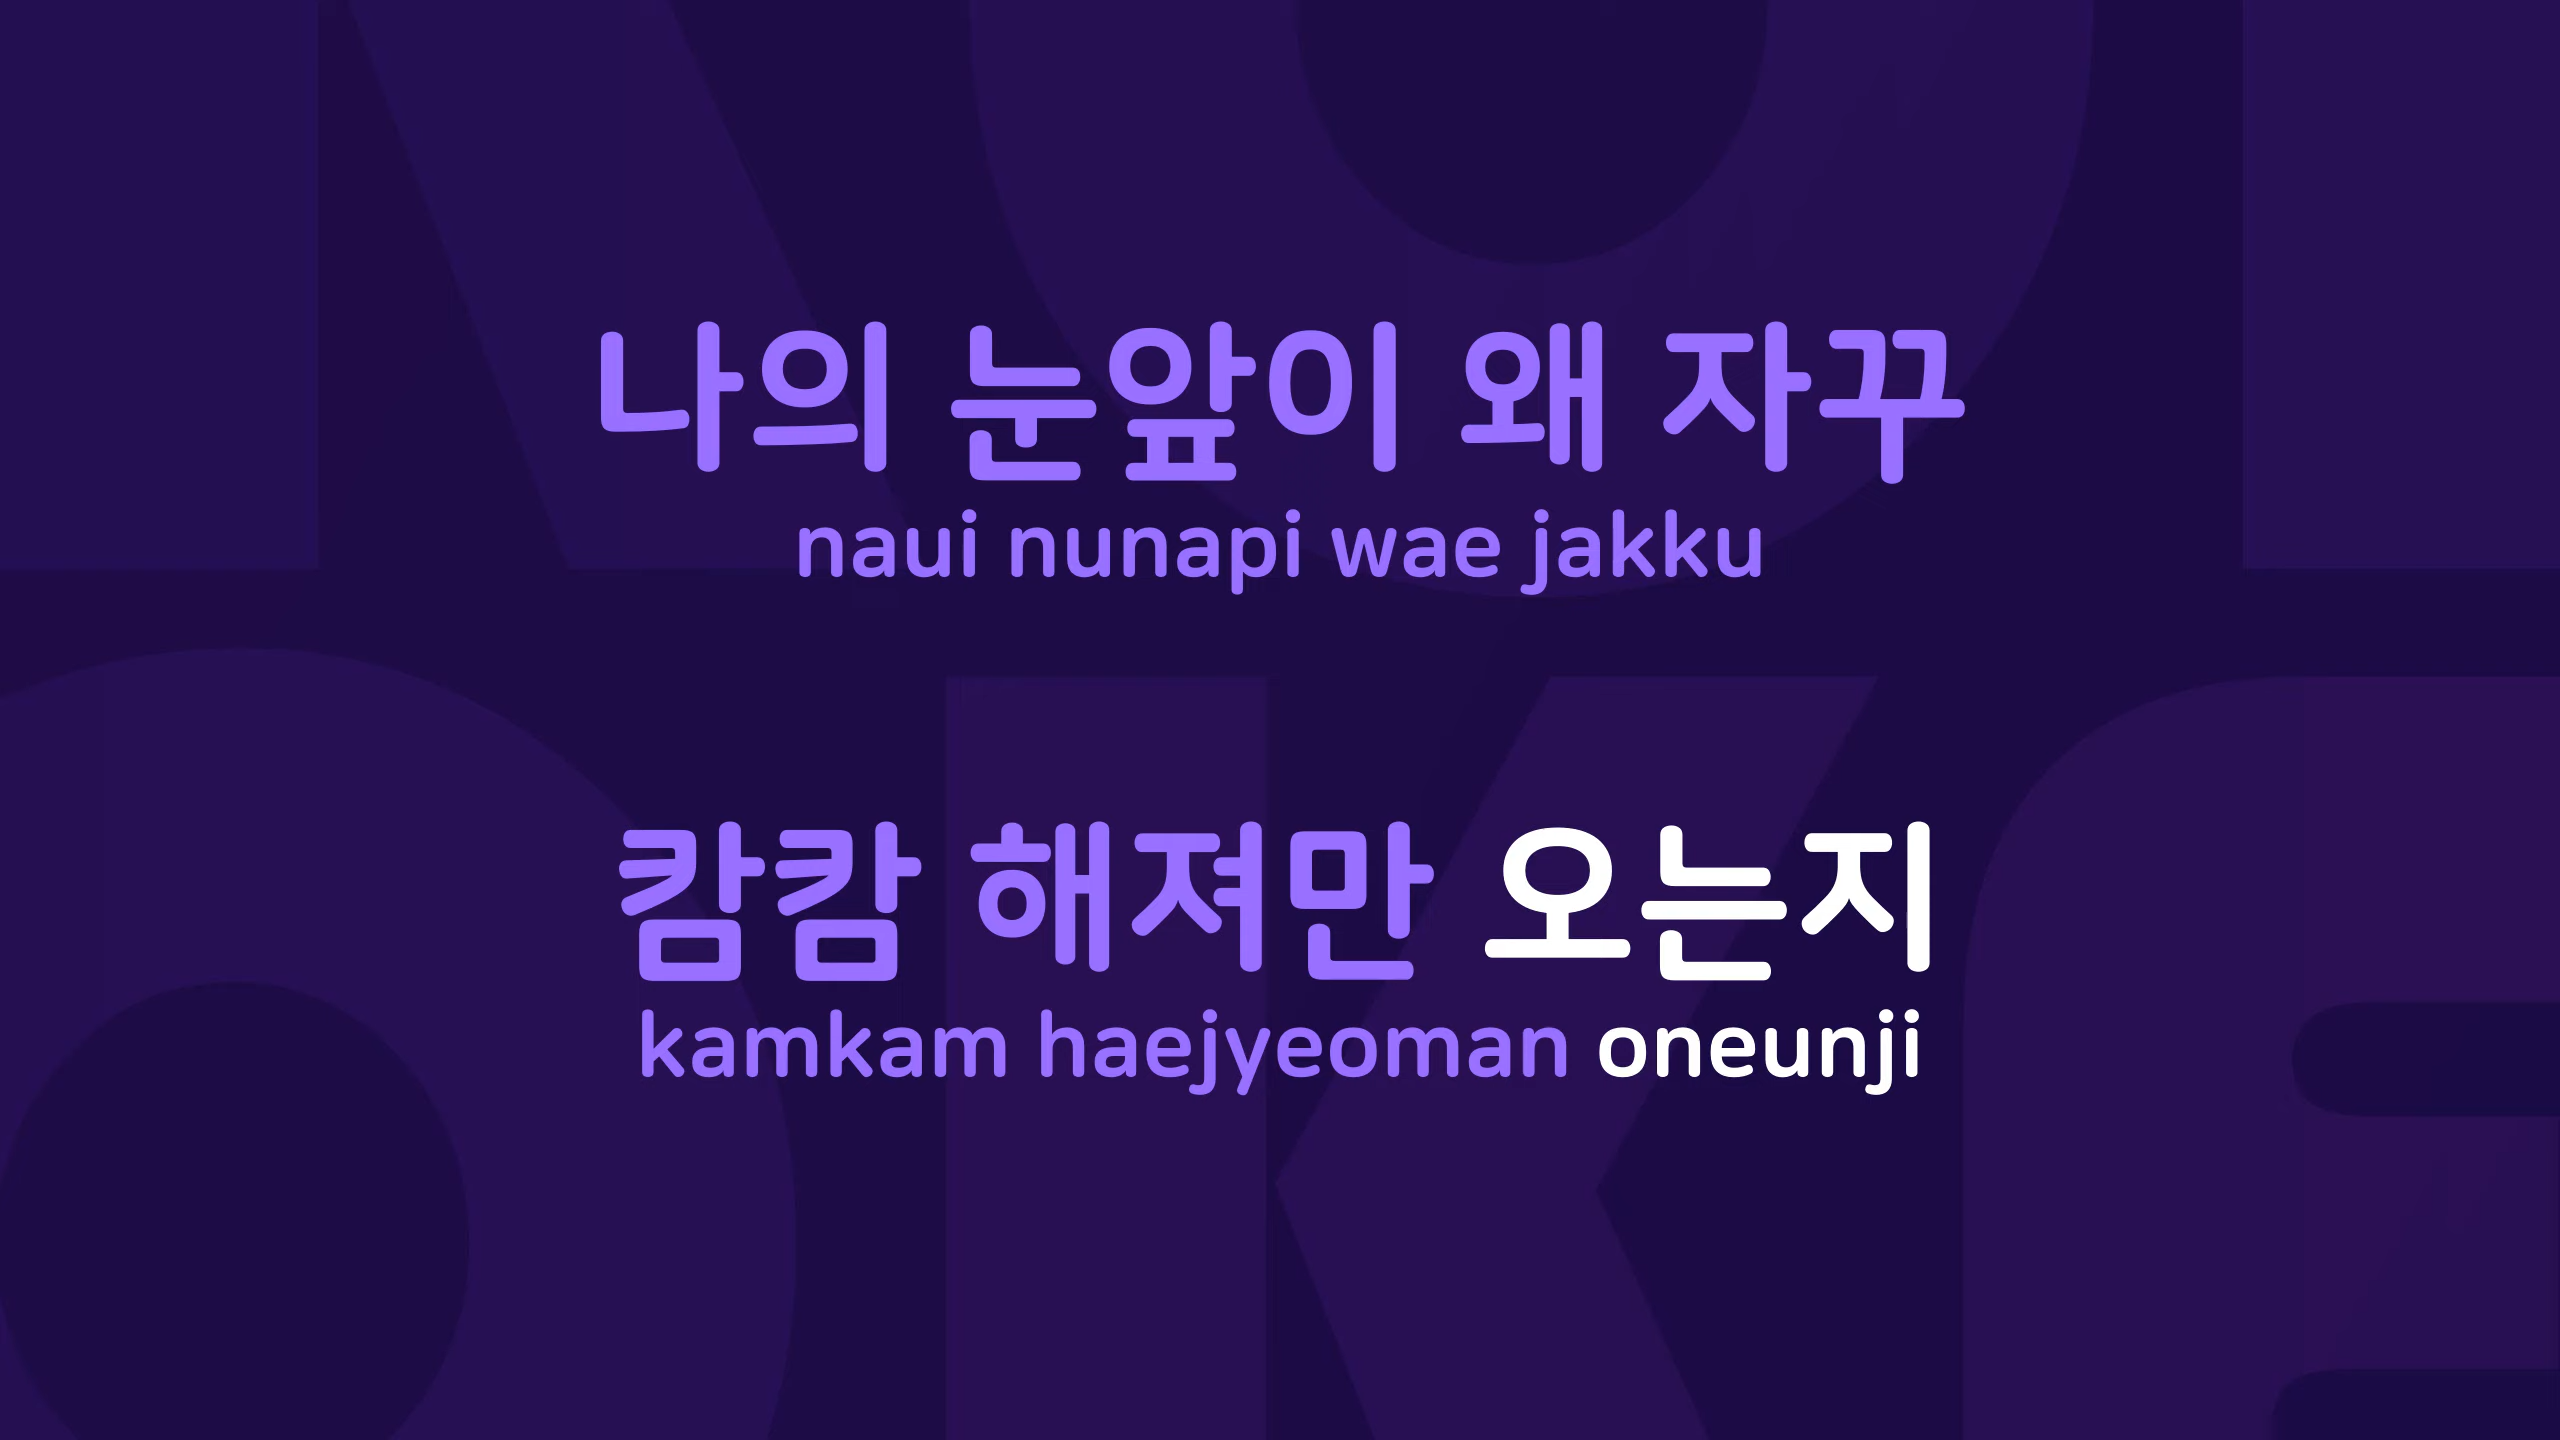 나의 눈앞이 왜 자꾸
naui nunapi wae jakku
캄캄 해져만 오는지
kamkam haejyeoman oneunji